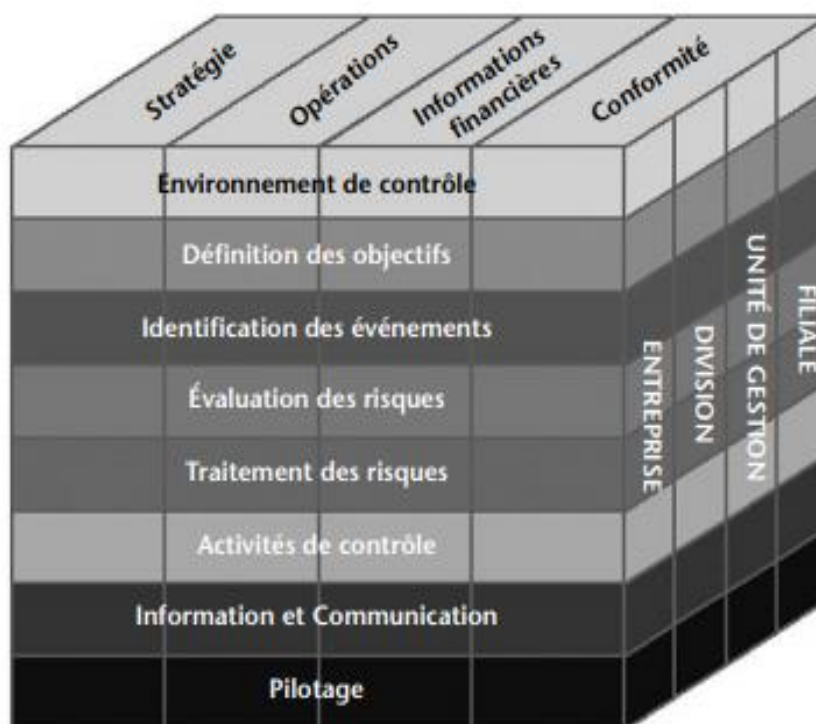 Stratégie
Opérations
Informations
financières
Conformité
Environnement de contrôle
Définition des objectifs
Identification des événements
Évaluation des risques
Traitement des risques
Activités de contrôle
Information et Communication
Pilotage
ENTREPRISE
DIVISION
UNITÉ DE GESTION
FILIALE